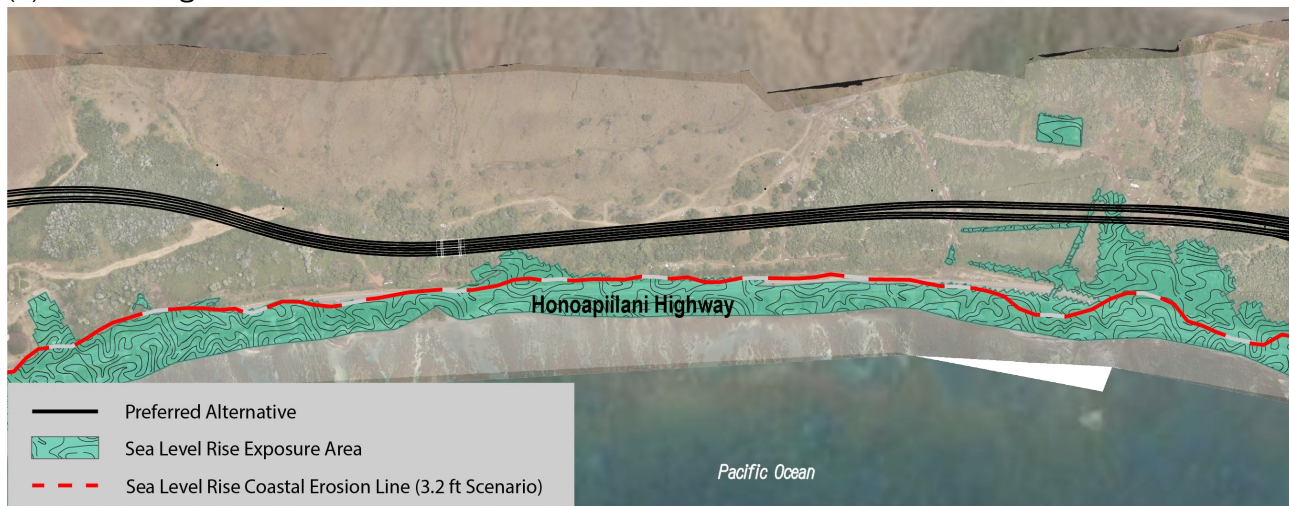 Honoapiilani Highway
Preferred Alternative
Sea Level Rise Exposure Area
Sea Level Rise Coastal Erosion Line (3.2 ft Scenario)
Pacific Ocean